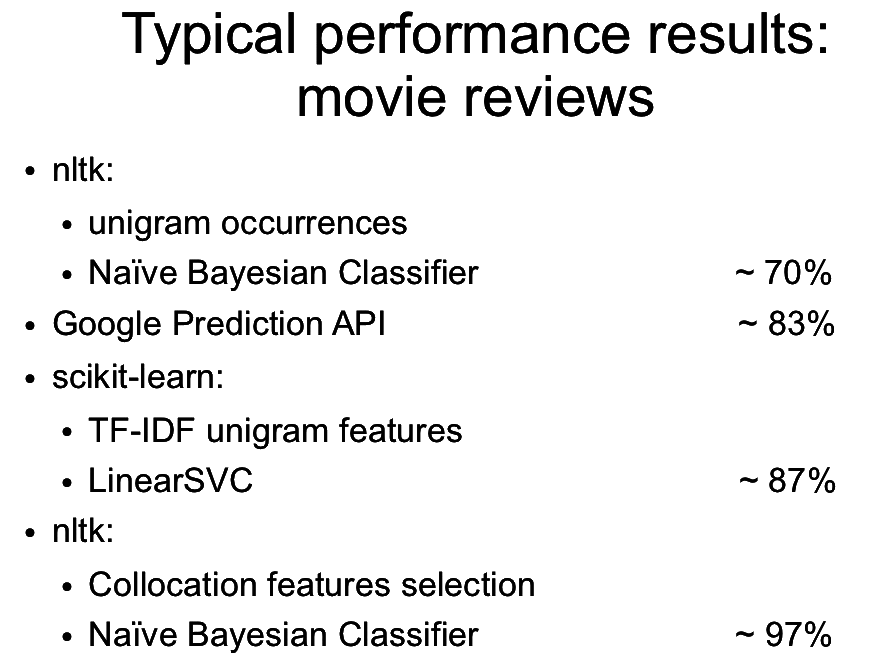 Typical performance results:
movie reviews
• nltk:
• unigram occurrences
• Naïve Bayesian Classifier ~ 70%
• Google Prediction API ~ 83%
• scikit-learn:
• TF-IDF unigram features
• LinearSVC ~ 87%
• nltk:
• Collocation features selection
• Naïve Bayesian Classifier ~ 97%